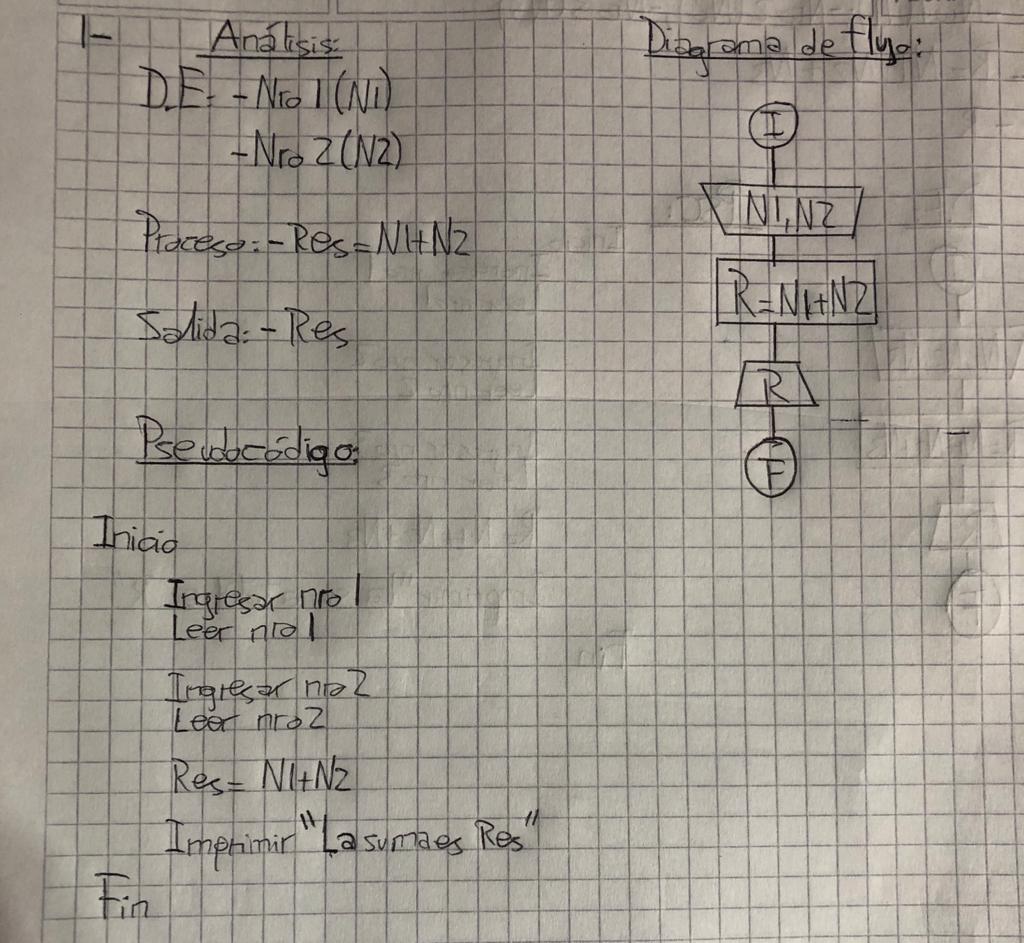 1-
Análisis:
D.E: - Nro 1 (N1)
- Nro 2 (N2)
Proceso: - Res = N1+N2
Salida: - Res
Pseudocódigo:
Inicio
Ingresar nro 1
Leer nro 1
Ingresar nro 2
Leer nro 2
Res = N1+N2
Imprimir "La suma es Res"
Fin
Diagrama de flujo:
I
N1, N2
R = N1+N2
R
F